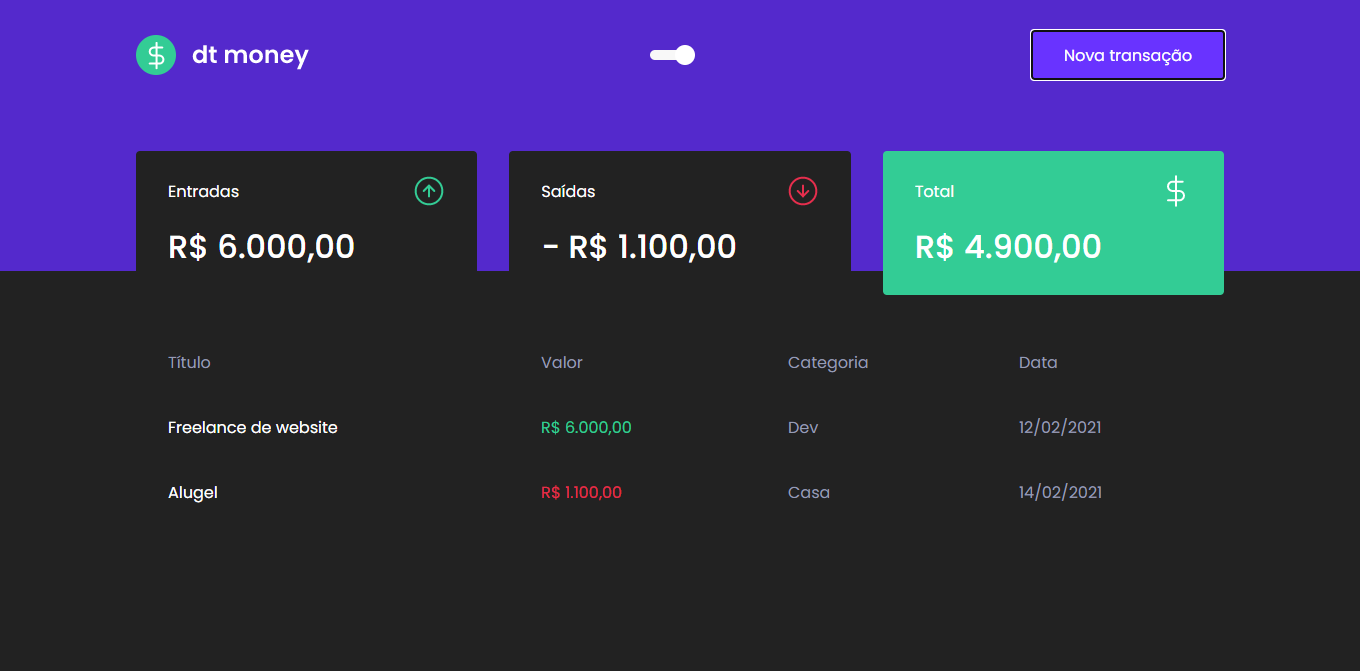 dt money
Nova transação
Entradas
R$ 6.000,00
Saídas
- R$ 1.100,00
Total
$
R$ 4.900,00
Título Valor Categoria Data
Freelance de website R$ 6.000,00 Dev 12/02/2021
Alugel R$ 1.100,00 Casa 14/02/2021